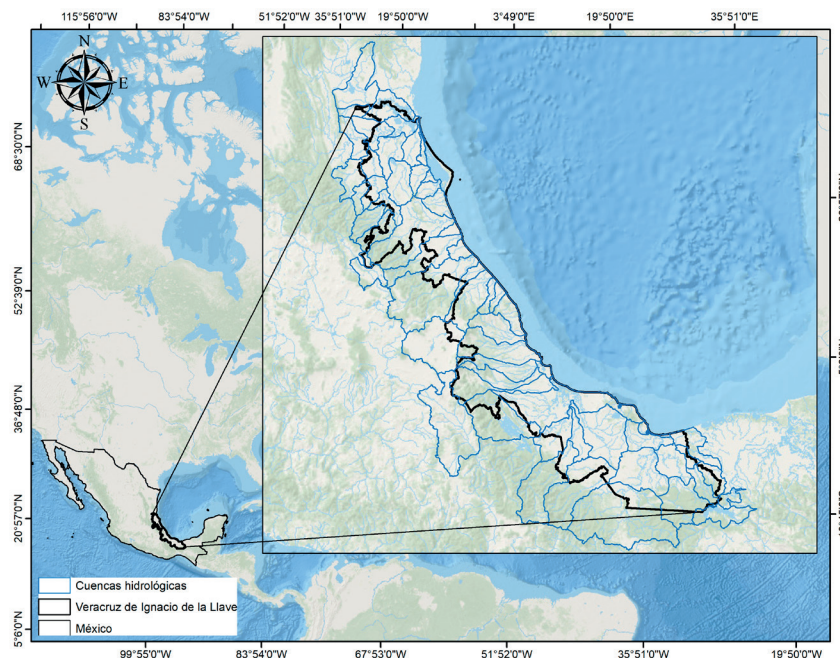 115°56'0"W 83°54'0"W 51°52'0"W 35°51'0"W 19°50'0"W 3°49'0"W 19°50'0"E 35°51'0"E
N
W E
S
68°30'0"N
52°39'0"N
36°48'0"N
20°57'0"N
5°6'0"N
Cuencas hidrológicas
Veracruz de Ignacio de la Llave
México
99°55'0"W 83°54'0"W 67°53'0"W 51°52'0"W 35°51'0"W 19°50'0"W